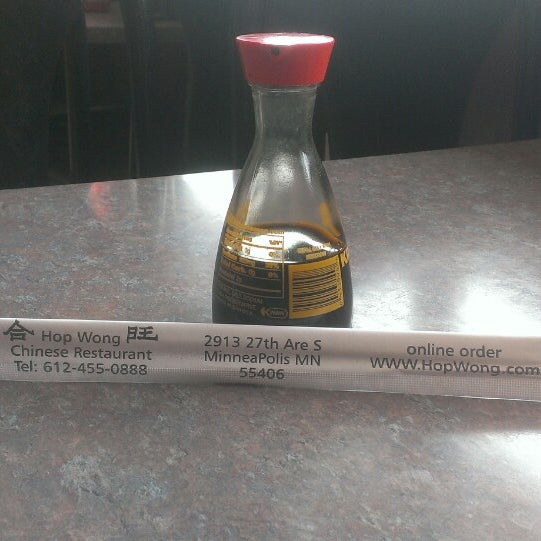 合 Hop Wong 旺
Chinese Restaurant
Tel: 612-455-0888
2913 27th Are S
MinneaPolis MN
55406
online order
WWW.HopWong.com